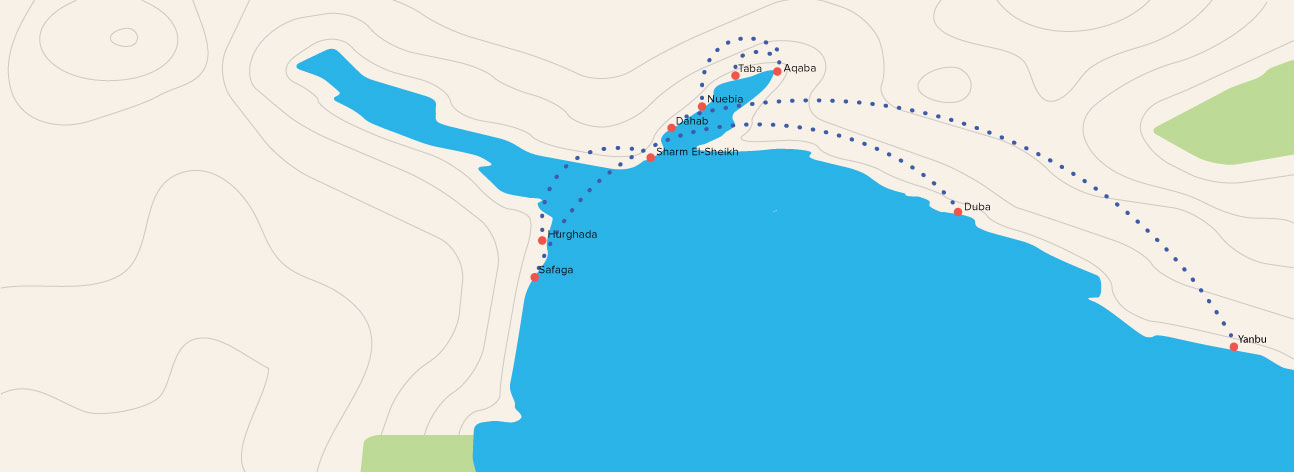 Taba
Aqaba
Nuebia
Dahab
Sharm El-Sheikh
Duba
Hurghada
Safaga
Yanbu